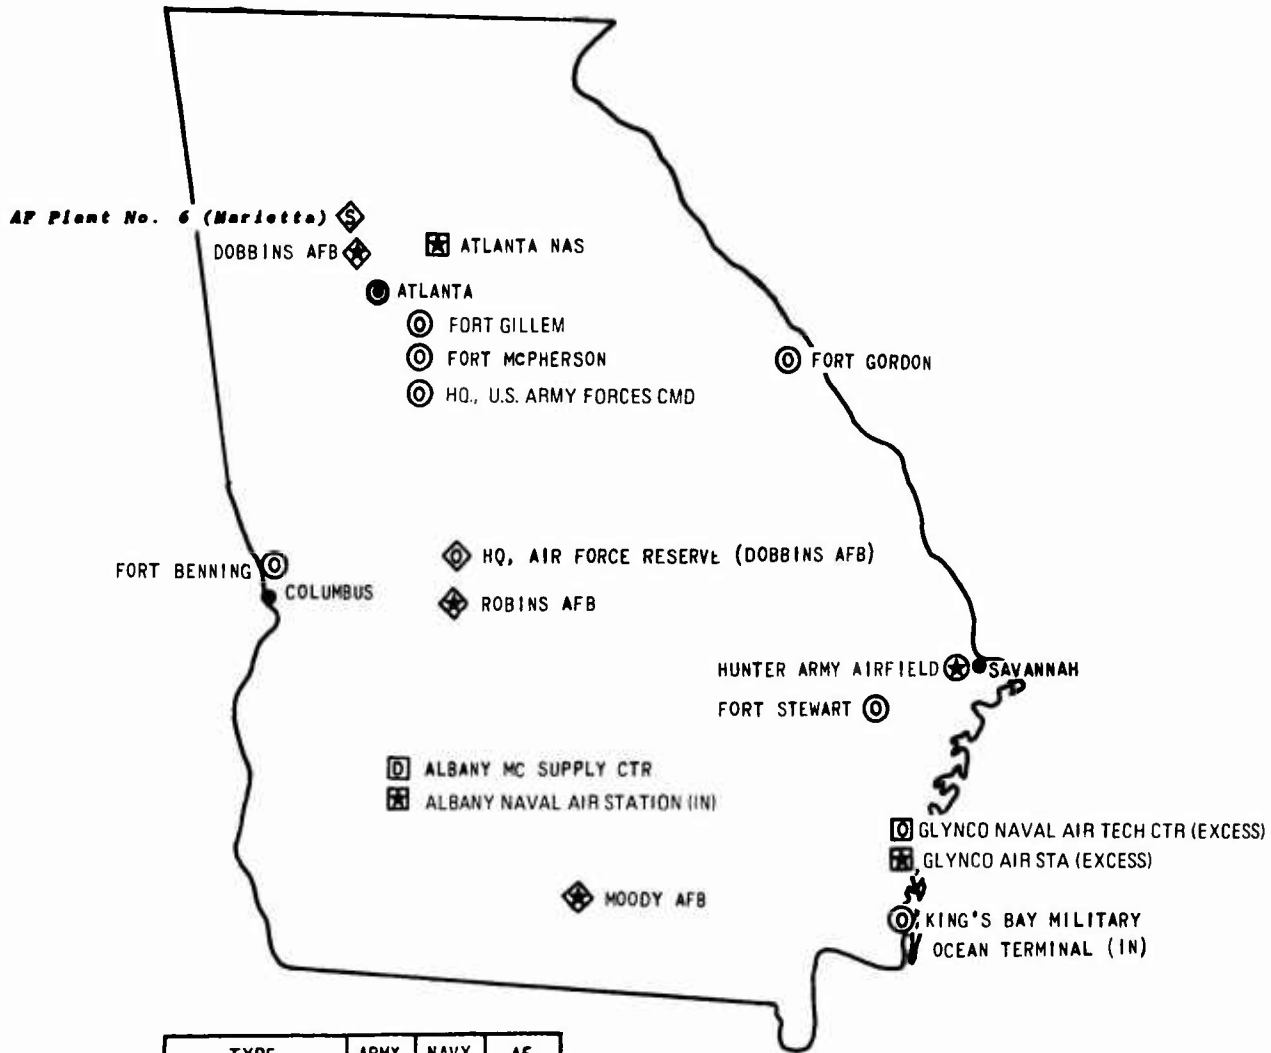 AF Plant No. 6 (Marietta) S
DOBBINS AFB
ATLANTA NAS
ATLANTA
O FORT GILLEM
O FORT MCPHERSON
O HQ., U.S. ARMY FORCES CMD
O FORT GORDON
FORT BENNING O
COLUMBUS
O HQ, AIR FORCE RESERVE (DOBBINS AFB)
ROBINS AFB
HUNTER ARMY AIRFIELD
SAVANNAH
FORT STEWART O
D ALBANY MC SUPPLY CTR
ALBANY NAVAL AIR STATION (IN)
O GLYNCO NAVAL AIR TECH CTR (EXCESS)
GLYNCO AIR STA (EXCESS)
MOODY AFB
O KING'S BAY MILITARY
OCEAN TERMINAL (IN)
TYPE ARMY NAVY AF